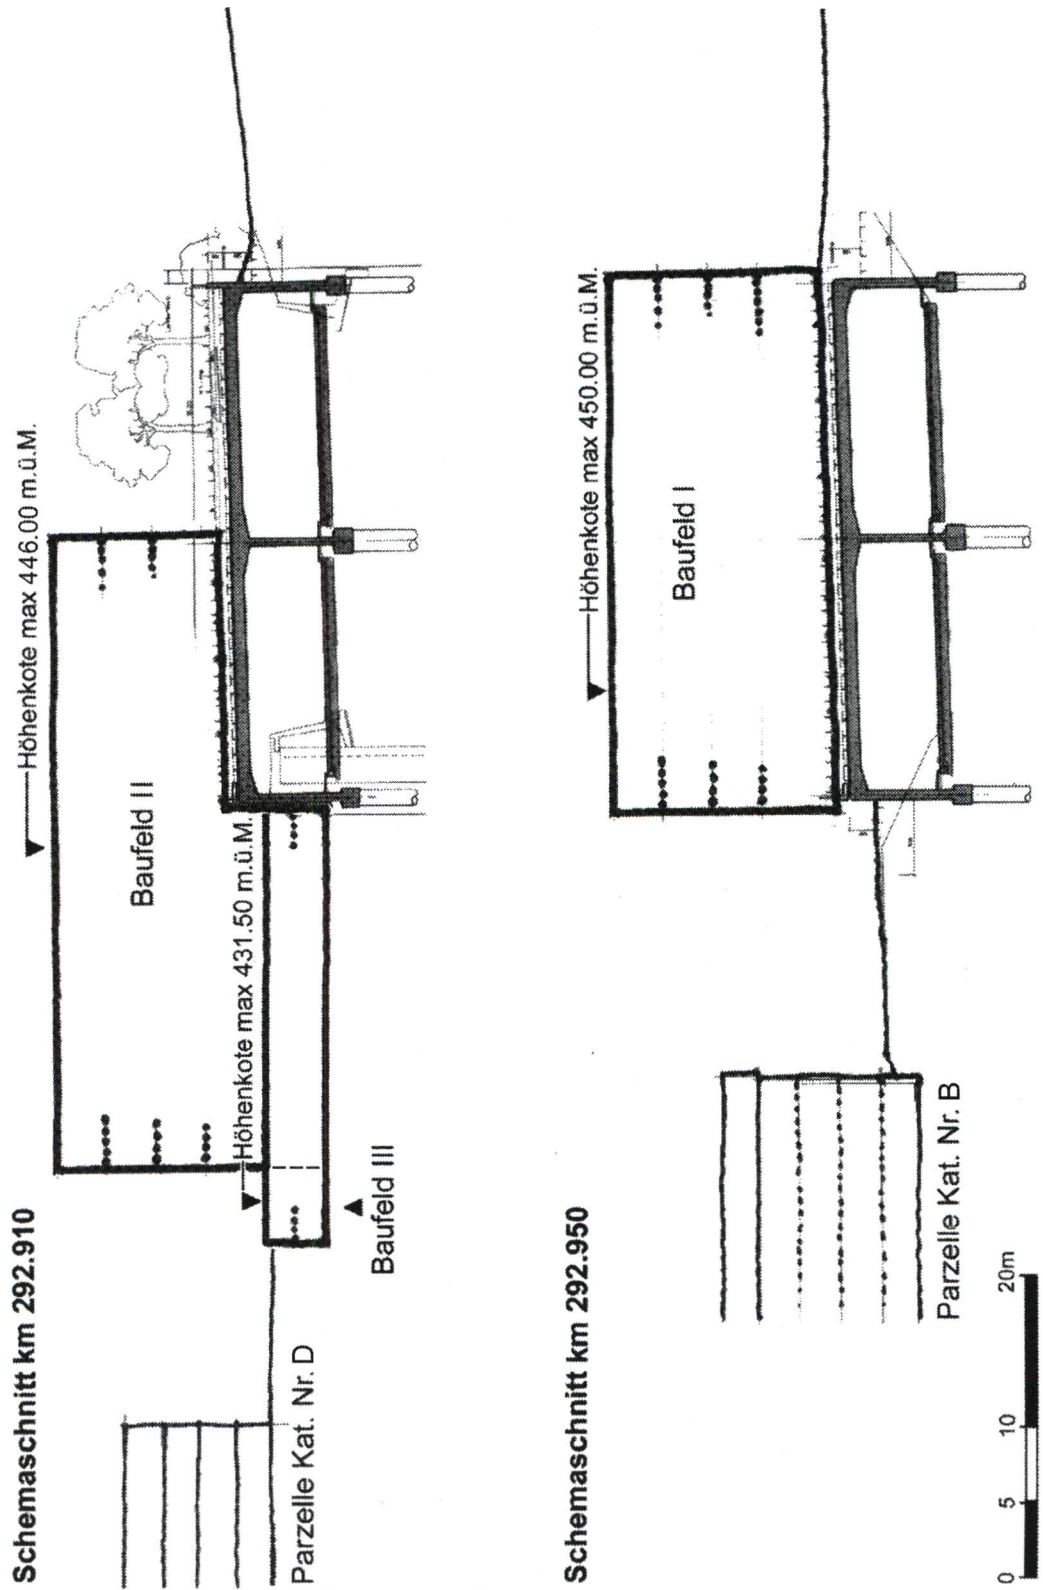 Schemaschnitt km 292.910
Höhenkote max 446.00 m.ü.M.
Baufeld II
Höhenkote max 431.50 m.ü.M.
Baufeld III
Parzelle Kat. Nr. D
Schemaschnitt km 292.950
Höhenkote max 450.00 m.ü.M.
Baufeld I
Parzelle Kat. Nr. B
0 5 10 20m